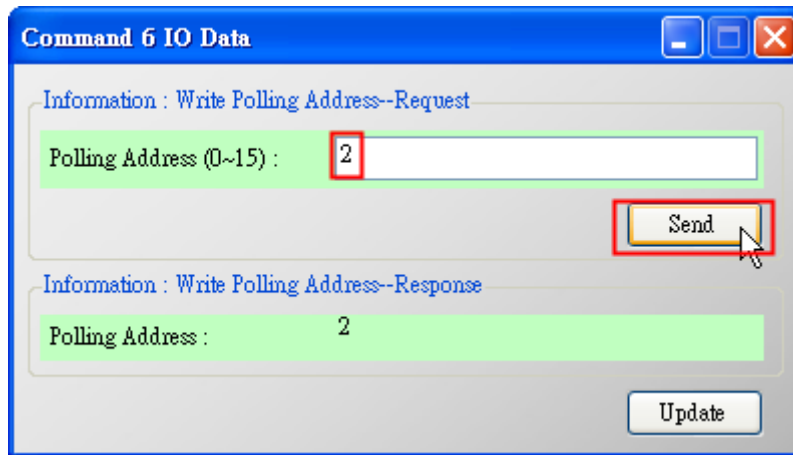 Command 6 IO Data
Information : Write Polling Address--Request
Polling Address (0~15) : 2
Send
Information : Write Polling Address--Response
Polling Address : 2
Update